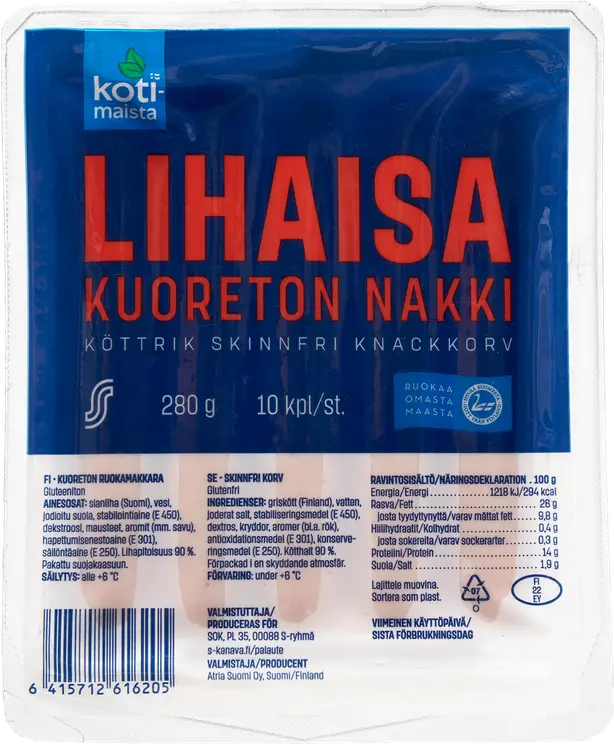 koti-
maista
LIHAISA
KUORETON NAKKI
KÖTTRIK SKINNFRI KNACKKORV
280 g 10 kpl/st.
RUOKAA
OMASTA
MAASTA
FI - KUORETON RUOKAMAKKARA
Gluteeniton
AINESOSAT: sianliha (Suomi), vesi,
jodioitu suola, stabilointiaine (E 450),
dekstroosi, mausteet, aromit (mm. savu),
hapettumisenestoaine (E 301),
säilöntäaine (E 250). Lihapitoisuus 90 %.
Pakattu suojakaasuun.
SÄILYTYS: alle +6 °C
SE - SKINNFRI KORV
Glutenfri
INGREDIENSER: griskött (Finland), vatten,
joderat salt, stabiliseringsmedel (E 450),
dextros, kryddor, aromer (bl.a. rök),
antioxidationsmedel (E 301), konserve-
ringsmedel (E 250). Kötthalt 90 %.
Förpackad i en skyddande atmosfär.
FÖRVARING: under +6 °C
VALMISTUTTAJA/
PRODUCERAS FÖR
SOK, PL 35, 00088 S-ryhmä
s-kanava.fi/palaute
VALMISTAJA/PRODUCENT
Atria Suomi Oy, Suomi/Finland
RAVINTOSISÄLTÖ/NÄRINGSDEKLARATION . 100 g
Energia/Energi 1218 kJ/294 kcal
Rasva/Fett 26 g
josta tyydyttynyttä/varav mättat fett 9,8 g
Hiilihydraatit/Kolhydrat 0,4 g
josta sokereita/varav sockerarter 0,3 g
Proteiini/Protein 14 g
Suola/Salt 1,9 g
Lajittele muovina.
Sortera som plast.
07
O
FI
22
EY
VIIMEINEN KÄYTTÖPÄIVÄ/
SISTA FÖRBRUKNINGSDAG
6 415712 616205